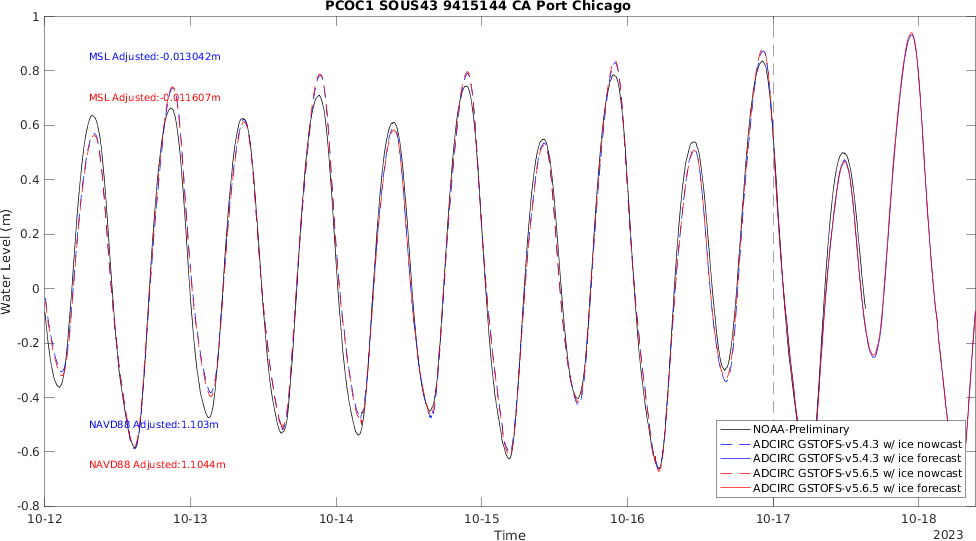 PCOC1 SOUS43 9415144 CA Port Chicago
1
0.8
0.6
0.4
0.2
0
-0.2
-0.4
-0.6
-0.8
Water Level (m)
MSL Adjusted:-0.013042m
MSL Adjusted:-0.011607m
NAVD88 Adjusted:1.103m
NAVD88 Adjusted:1.1044m
NOAA-Preliminary
ADCIRC GSTOFS-v5.4.3 w/ ice nowcast
ADCIRC GSTOFS-v5.4.3 w/ ice forecast
ADCIRC GSTOFS-v5.6.5 w/ ice nowcast
ADCIRC GSTOFS-v5.6.5 w/ ice forecast
10-12 10-13 10-14 10-15 10-16 10-17 10-18
Time
2023